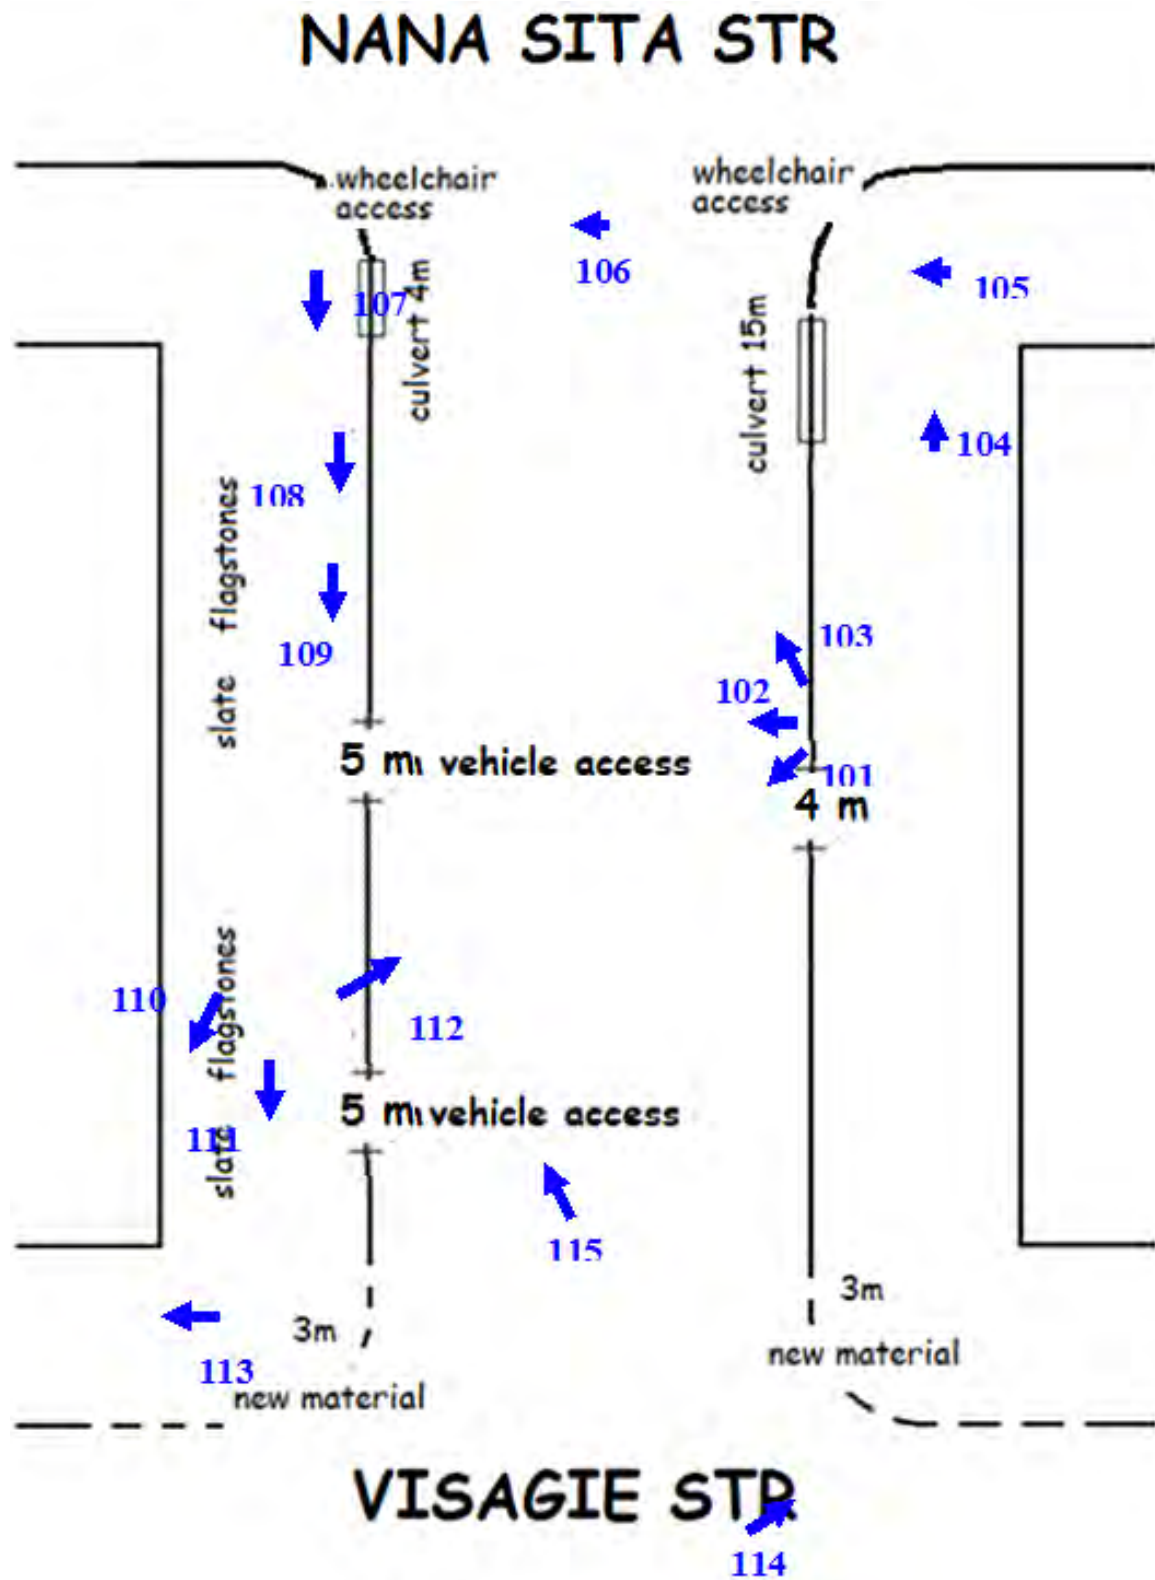 NANA SITA STR
wheelchair
access
wheelchair
access
106
105
107
culvert 4m
culvert 15m
104
108
slate flagstones
109
103
102
101
5 m vehicle access
4 m
110
slate flagstones
112
111
5 m vehicle access
115
3m
3m
113
new material
new material
VISAGIE STR
114